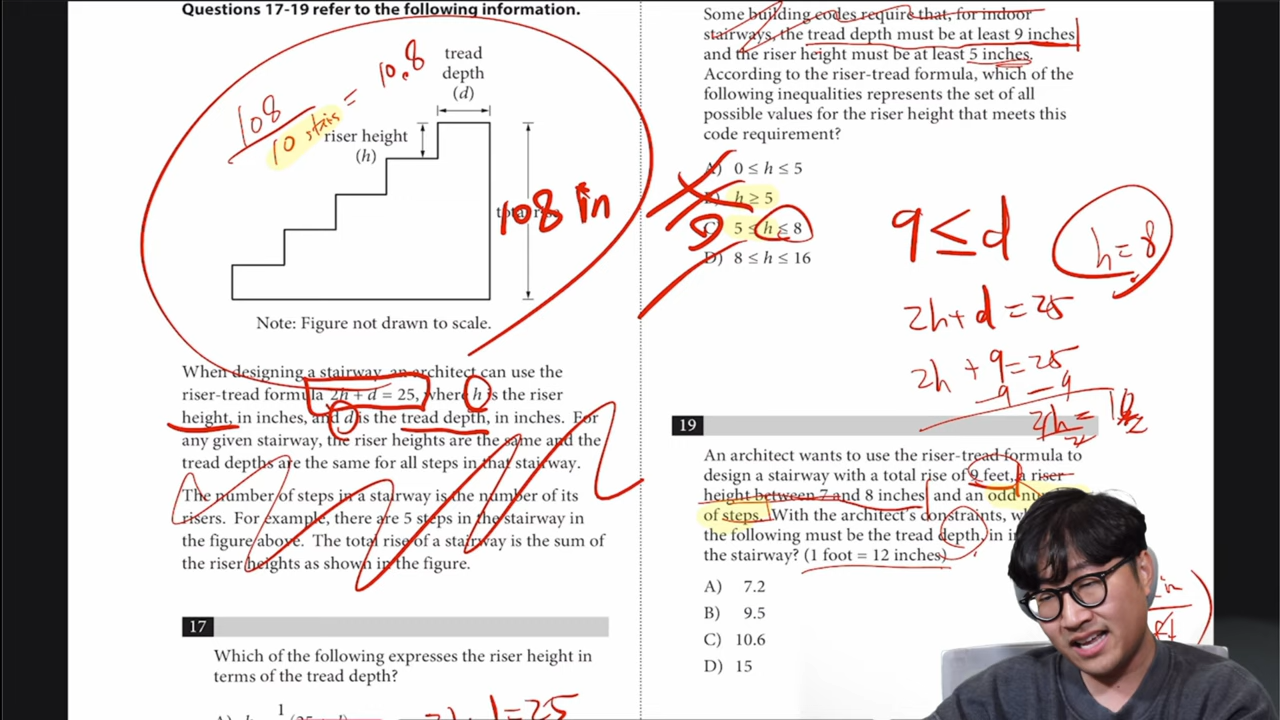 Questions 17-19 refer to the following information.
108
10 stairs
= 10.8
tread
depth
(d)
riser height
(h)
108 in
Note: Figure not drawn to scale.
When designing a stairway, an architect can use the
riser-tread formula 2h + d = 25, where h is the riser
height, in inches, and d is the tread depth, in inches. For
any given stairway, the riser heights are the same and the
tread depths are the same for all steps in that stairway.
The number of steps in a stairway is the number of its
risers. For example, there are 5 steps in the stairway in
the figure above. The total rise of a stairway is the sum of
the riser heights as shown in the figure.
17
Which of the following expresses the riser height in
terms of the tread depth?
Some building codes require that, for indoor
stairways, the tread depth must be at least 9 inches
and the riser height must be at least 5 inches.
According to the riser-tread formula, which of the
following inequalities represents the set of all
possible values for the riser height that meets this
code requirement?
A) 0 ≤ h ≤ 5
B) h ≥ 5
C) 5 ≤ h ≤ 8
D) 8 ≤ h ≤ 16
9 ≤ d
h = 8
2h + d = 25
2h + 9 = 25
-9 -9
19
An architect wants to use the riser-tread formula to
design a stairway with a total rise of 9 feet, a riser
height between 7 and 8 inches, and an odd
of steps. With the architect's constraints,
the following must be the tread depth, in
the stairway? (1 foot = 12 inches)
A) 7.2
B) 9.5
C) 10.6
D) 15